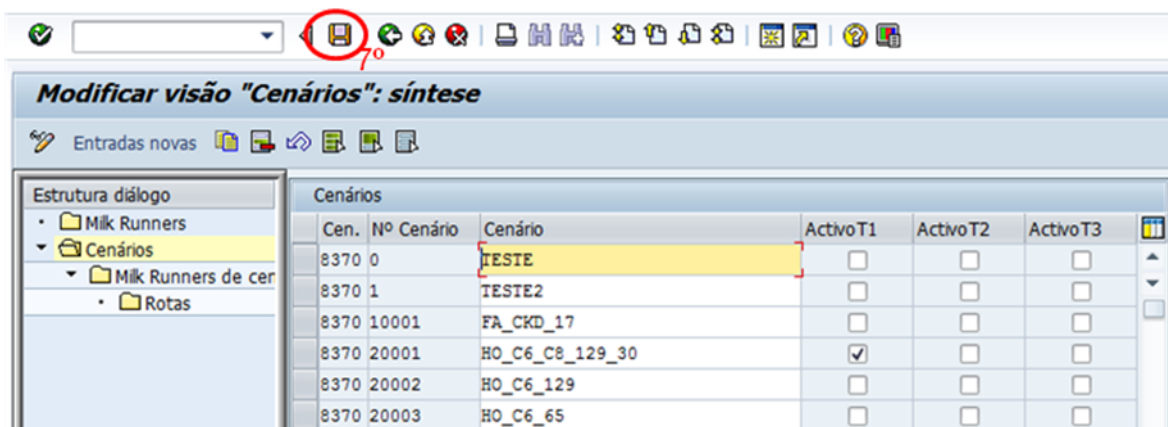 7º
Modificar visão "Cenários": síntese
Entradas novas
Estrutura diálogo
Milk Runners
Cenários
Milk Runners de cer
Rotas
Cenários
Cen. Nº Cenário Cenário ActivoT1 ActivoT2 ActivoT3
8370 0 TESTE
8370 1 TESTE2
8370 10001 FA_CKD_17
8370 20001 HO_C6_C8_129_30
8370 20002 HO_C6_129
8370 20003 HO_C6_65